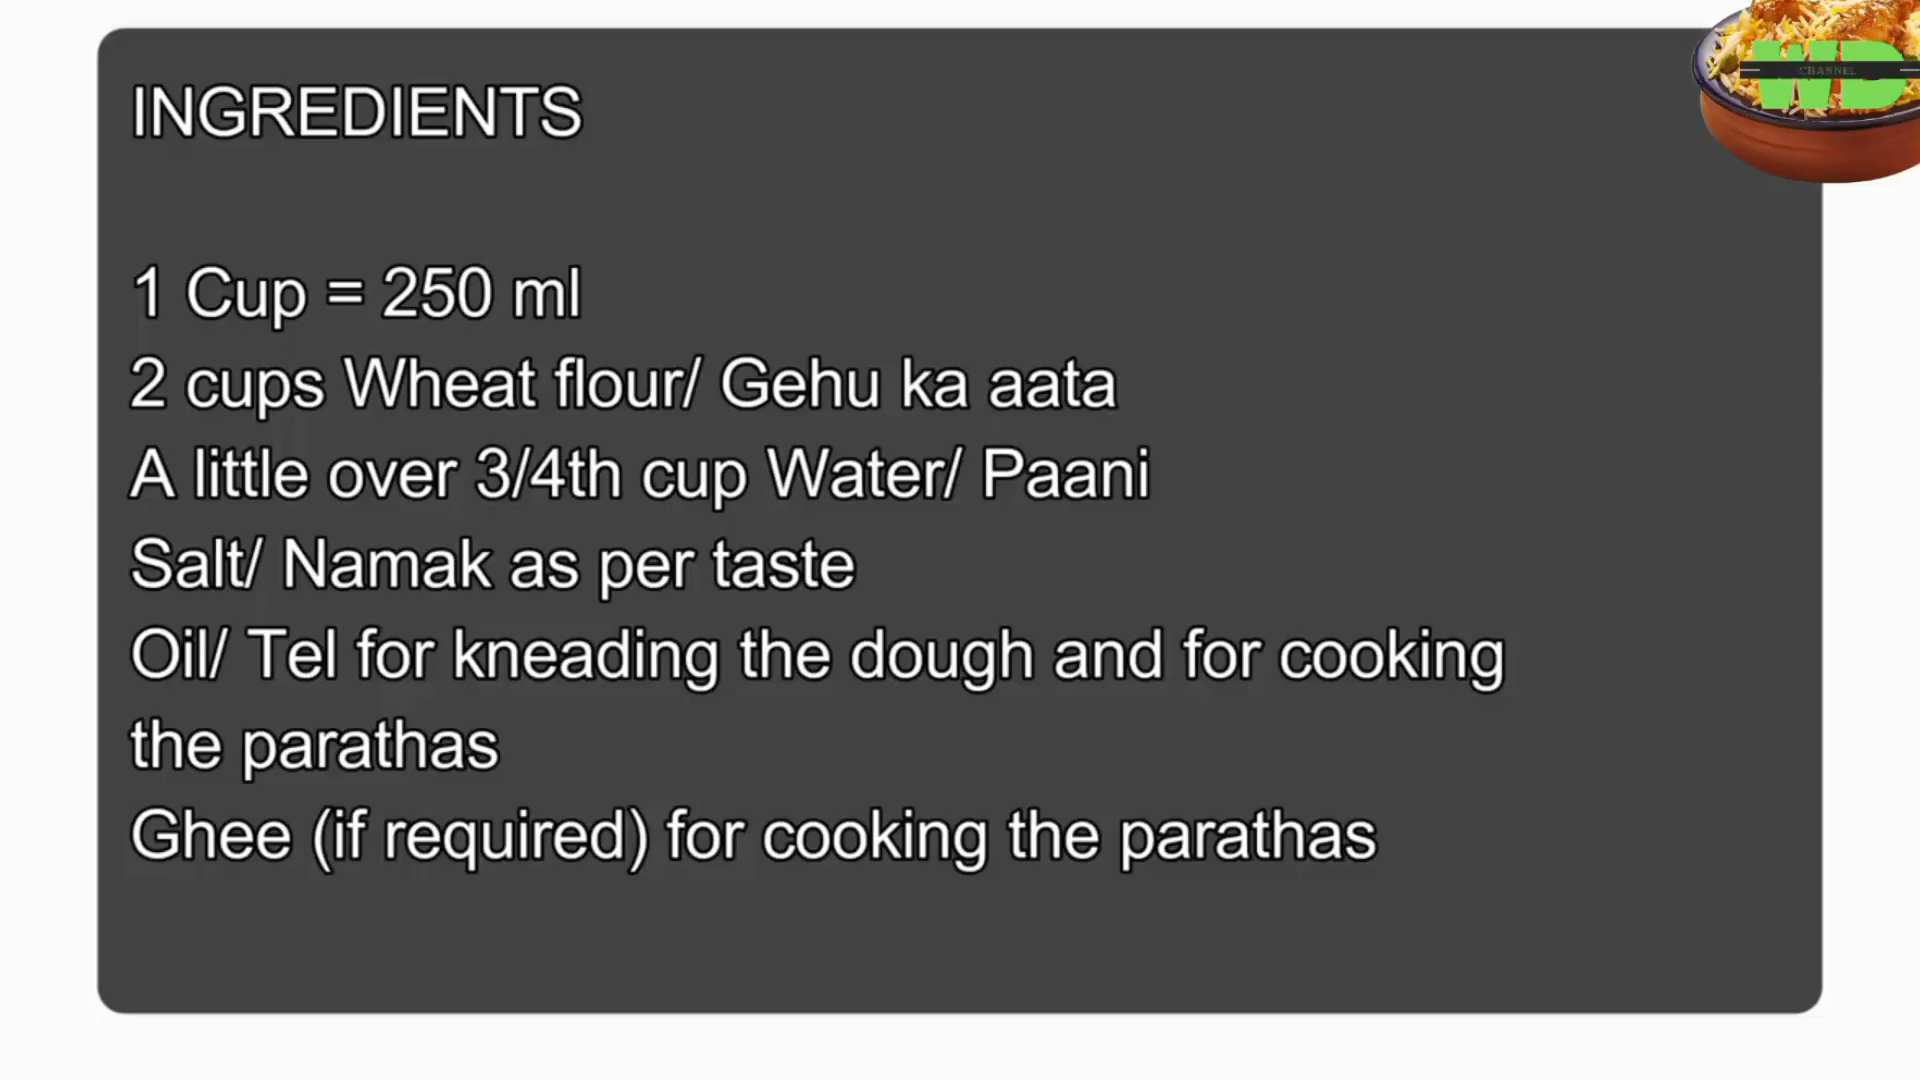 INGREDIENTS
1 Cup = 250 ml
2 cups Wheat flour/ Gehu ka aata
A little over 3/4th cup Water/ Paani
Salt/ Namak as per taste
Oil/ Tel for kneading the dough and for cooking
the parathas
Ghee (if required) for cooking the parathas
WD
CHANNEL